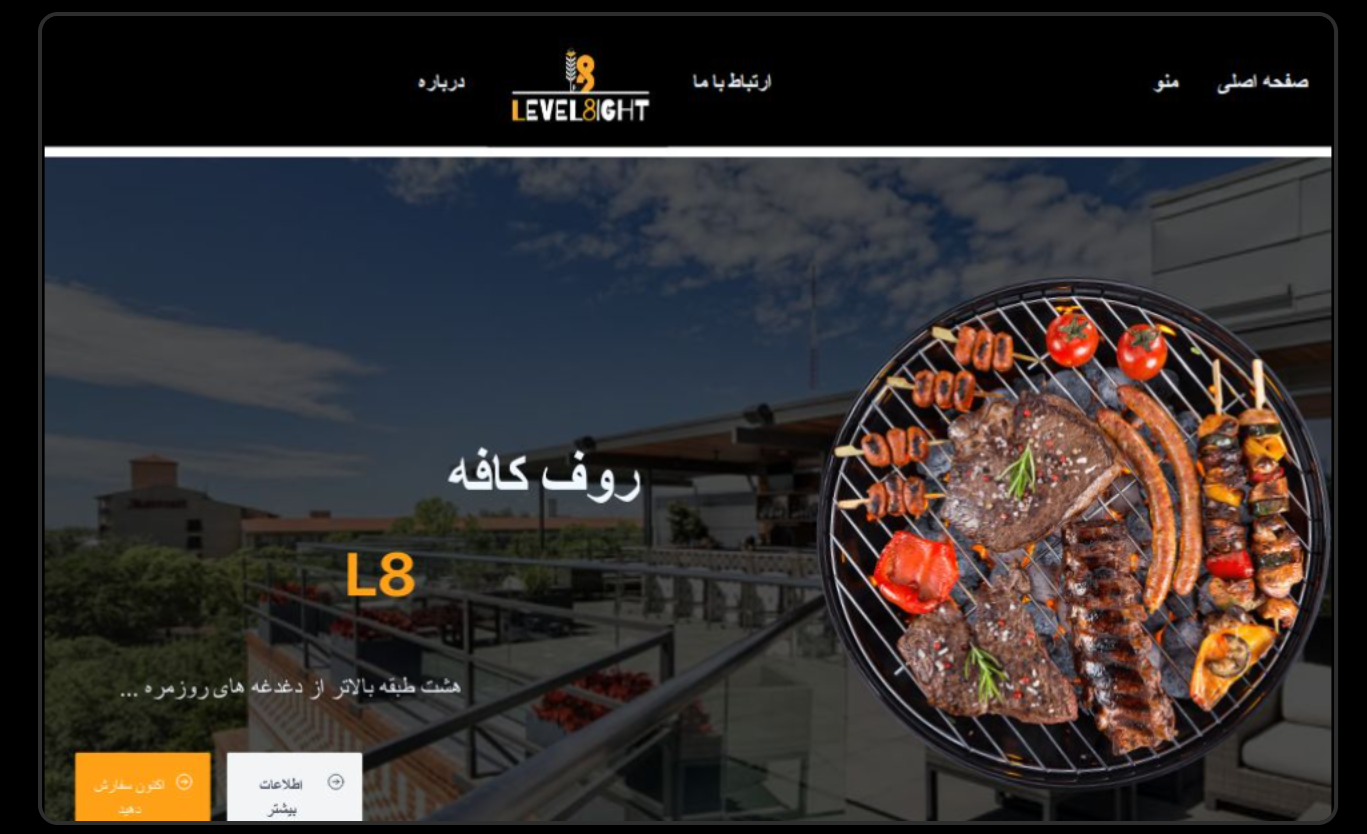 صفحه اصلی
منو
ارتباط با ما
LEVEL8IGHT
درباره
روف کافه
L8
هشت طبقه بالاتر از دغدغه های روزمره ...
اطلاعات
بیشتر
اکنون سفارش
دهید